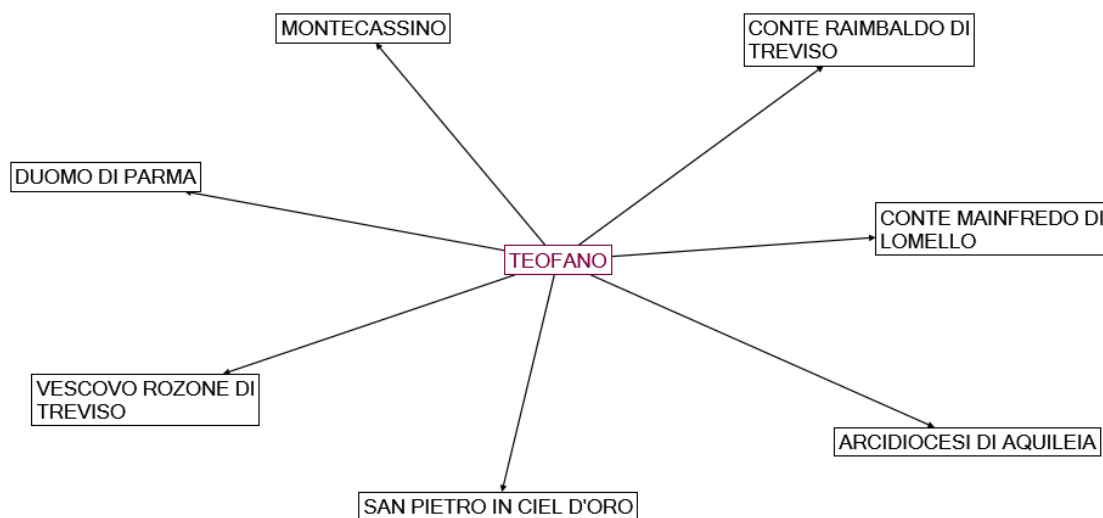 MONTECASSINO
CONTE RAIMBALDO DI
TREVISO
DUOMO DI PARMA
CONTE MAINFREDO DI
LOMELLO
TEOFANO
VESCOVO ROZONE DI
TREVISO
ARCIDIOCESI DI AQUILEIA
SAN PIETRO IN CIEL D'ORO